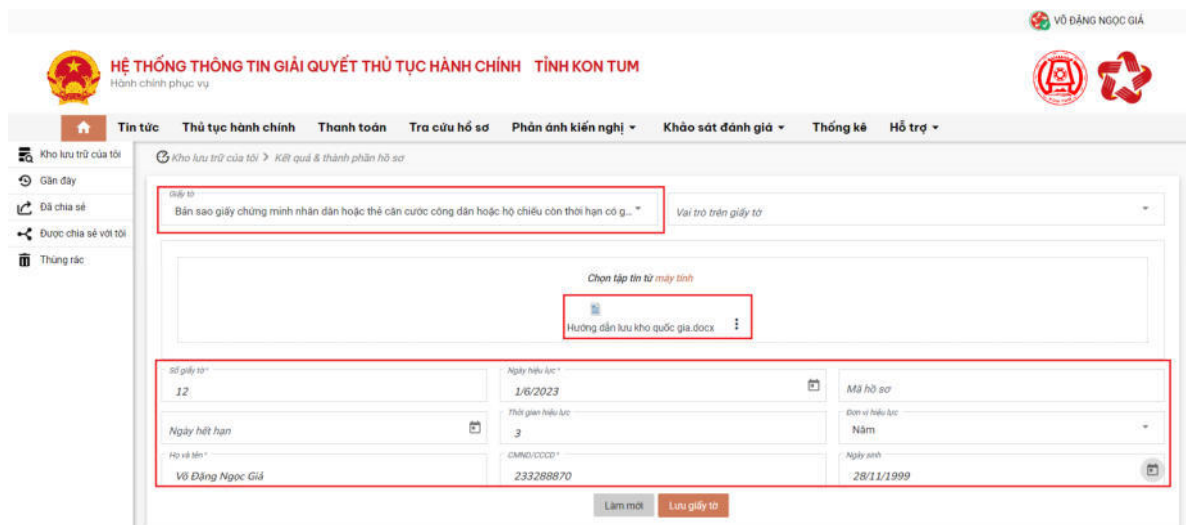 VÕ ĐẶNG NGỌC GIÁ
HỆ THỐNG THÔNG TIN GIẢI QUYẾT THỦ TỤC HÀNH CHÍNH TỈNH KON TUM
Hành chính phục vụ
Tin tức Thủ tục hành chính Thanh toán Tra cứu hồ sơ Phản ánh kiến nghị Khảo sát đánh giá Thống kê Hỗ trợ
Kho lưu trữ của tôi
Gần đây
Đã chia sẻ
Được chia sẻ với tôi
Thùng rác
Kho lưu trữ của tôi > Kết quả & thành phần hồ sơ
Giấy tờ
Bản sao giấy chứng minh nhân dân hoặc thẻ căn cước công dân hoặc hộ chiếu còn thời hạn có g...
Vai trò trên giấy tờ
Chọn tập tin từ máy tính
Hướng dẫn lưu kho quốc gia.docx
Số giấy tờ *
12
Ngày hiệu lực *
1/6/2023
Mã hồ sơ
Ngày hết hạn
Thời gian hiệu lực
3
Đơn vị hiệu lực
Năm
Họ và tên *
Võ Đặng Ngọc Giá
CMND/CCCD *
233288870
Ngày sinh
28/11/1999
Làm mới Lưu giấy tờ